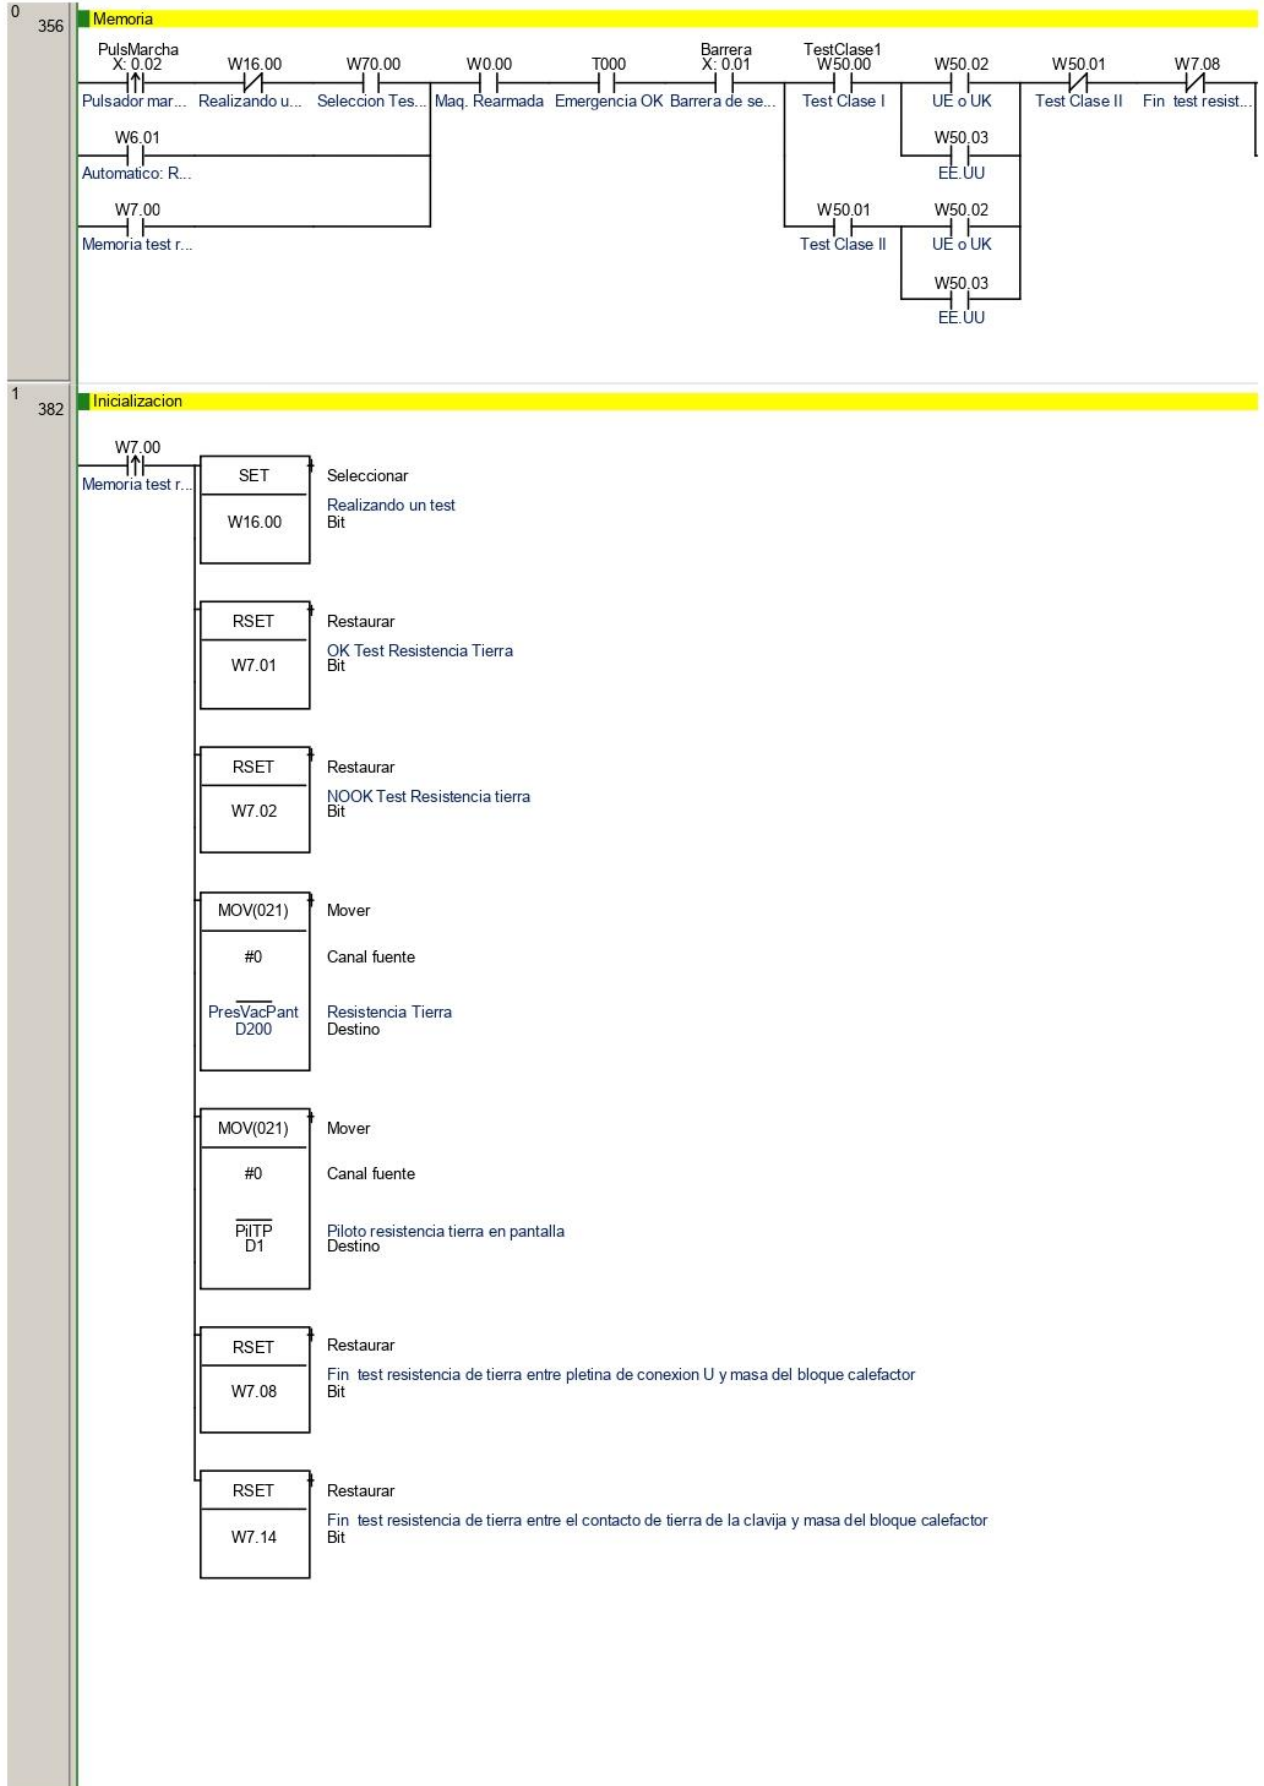 0
356
Memoria
PulsMarcha
Barrera
TestClase1
X: 0.02 W16.00 W70.00 W0.00 T000 X: 0.01 W50.00 W50.02 W50.01 W7.08
Pulsador mar... Realizando u... Seleccion Tes... Maq. Rearmada Emergencia OK Barrera de se... Test Clase I UE o UK Test Clase II Fin test resist...
W6.01 W50.03
Automatico: R... EE.UU
W7.00 W50.01 W50.02
Memoria test r... Test Clase II UE o UK
W50.03
EE.UU
1
382
Inicializacion
W7.00
Memoria test r...
SET Seleccionar
Realizando un test
W16.00 Bit
RSET Restaurar
OK Test Resistencia Tierra
W7.01 Bit
RSET Restaurar
NOOK Test Resistencia tierra
W7.02 Bit
MOV(021) Mover
#0 Canal fuente
PresVacPant Resistencia Tierra
D200 Destino
MOV(021) Mover
#0 Canal fuente
PilTP Piloto resistencia tierra en pantalla
D1 Destino
RSET Restaurar
Fin test resistencia de tierra entre pletina de conexion U y masa del bloque calefactor
W7.08 Bit
RSET Restaurar
Fin test resistencia de tierra entre el contacto de tierra de la clavija y masa del bloque calefactor
W7.14 Bit